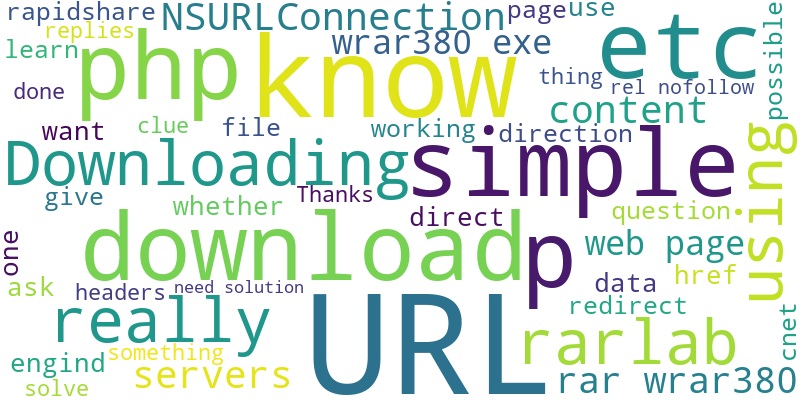 rapidshare
NSURLConnection
page
use
replies
learn
php
know
wrar380 exe
etc
possible
thing
rel nofollow
done
content
want
clue
file
working
direction
Downloading
simple
using
give
whether
Thanks
direct
question
one
download
p
web page
ask
headers
need solution
data
href
really
URL
redirect
cnet
engind
something
servers
rarlab
solve
rar wrar380